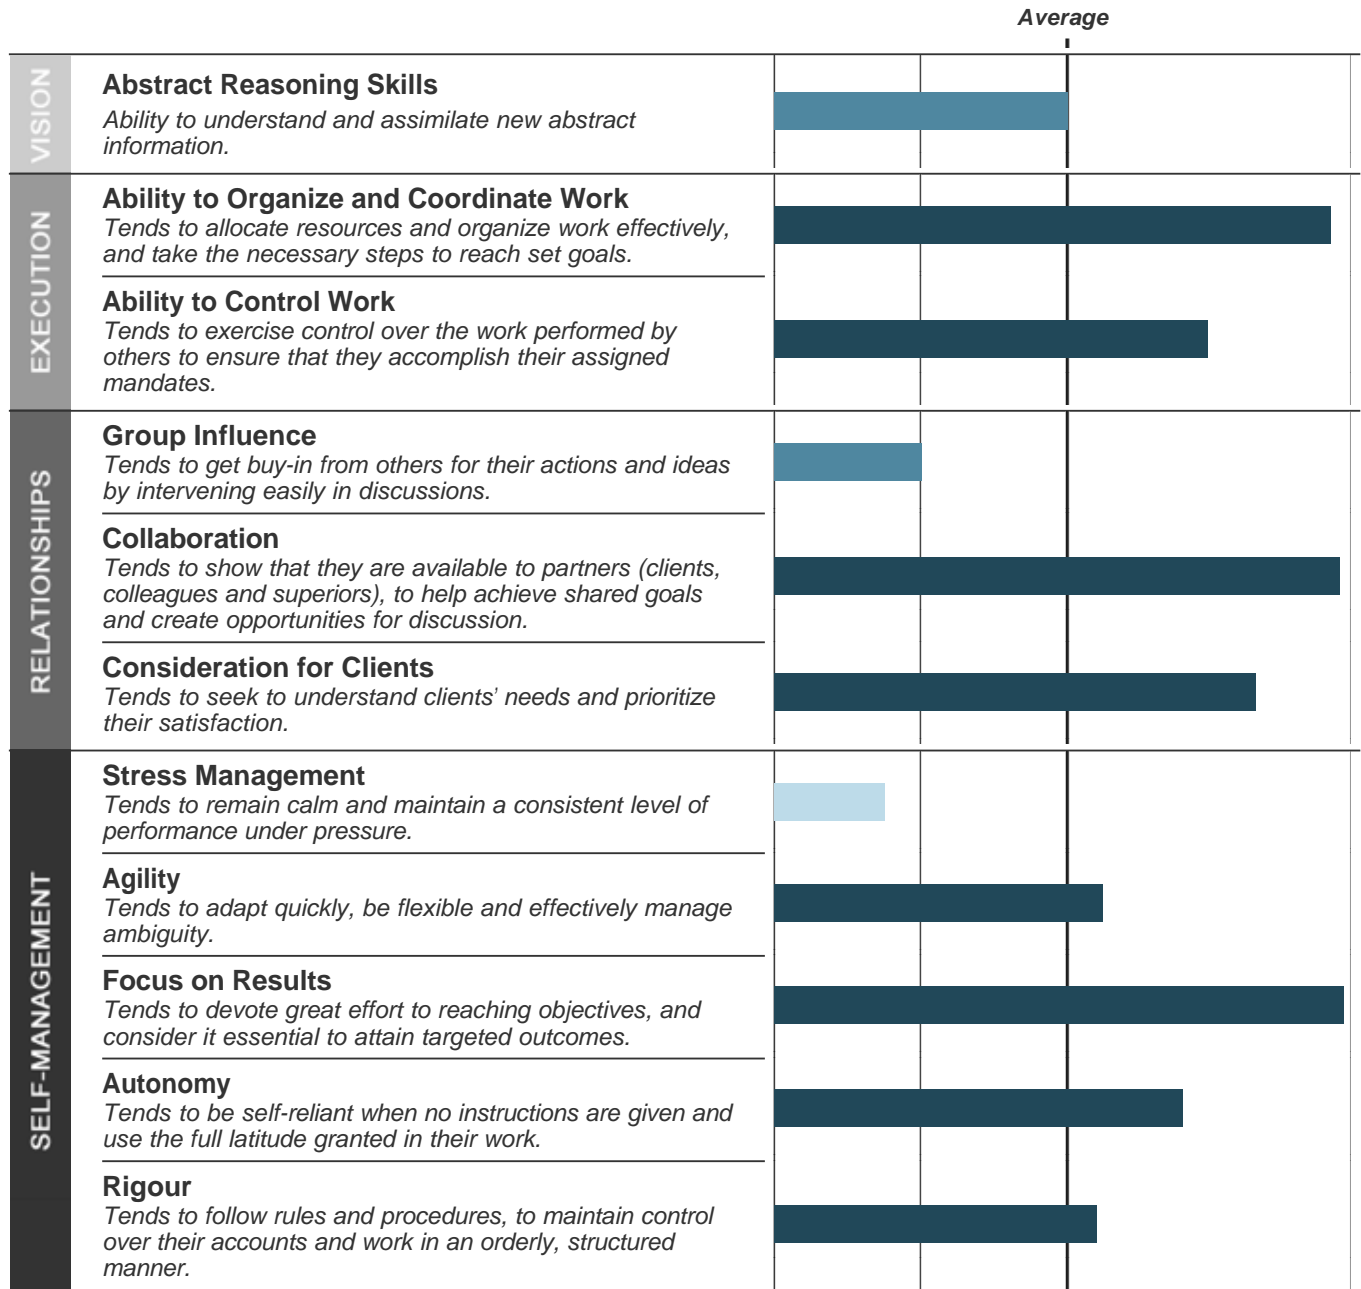 Average
VISION
Abstract Reasoning Skills
Ability to understand and assimilate new abstract
information.
EXECUTION
Ability to Organize and Coordinate Work
Tends to allocate resources and organize work effectively,
and take the necessary steps to reach set goals.
Ability to Control Work
Tends to exercise control over the work performed by
others to ensure that they accomplish their assigned
mandates.
RELATIONSHIPS
Group Influence
Tends to get buy-in from others for their actions and ideas
by intervening easily in discussions.
Collaboration
Tends to show that they are available to partners (clients,
colleagues and superiors), to help achieve shared goals
and create opportunities for discussion.
Consideration for Clients
Tends to seek to understand clients’ needs and prioritize
their satisfaction.
SELF-MANAGEMENT
Stress Management
Tends to remain calm and maintain a consistent level of
performance under pressure.
Agility
Tends to adapt quickly, be flexible and effectively manage
ambiguity.
Focus on Results
Tends to devote great effort to reaching objectives, and
consider it essential to attain targeted outcomes.
Autonomy
Tends to be self-reliant when no instructions are given and
use the full latitude granted in their work.
Rigour
Tends to follow rules and procedures, to maintain control
over their accounts and work in an orderly, structured
manner.